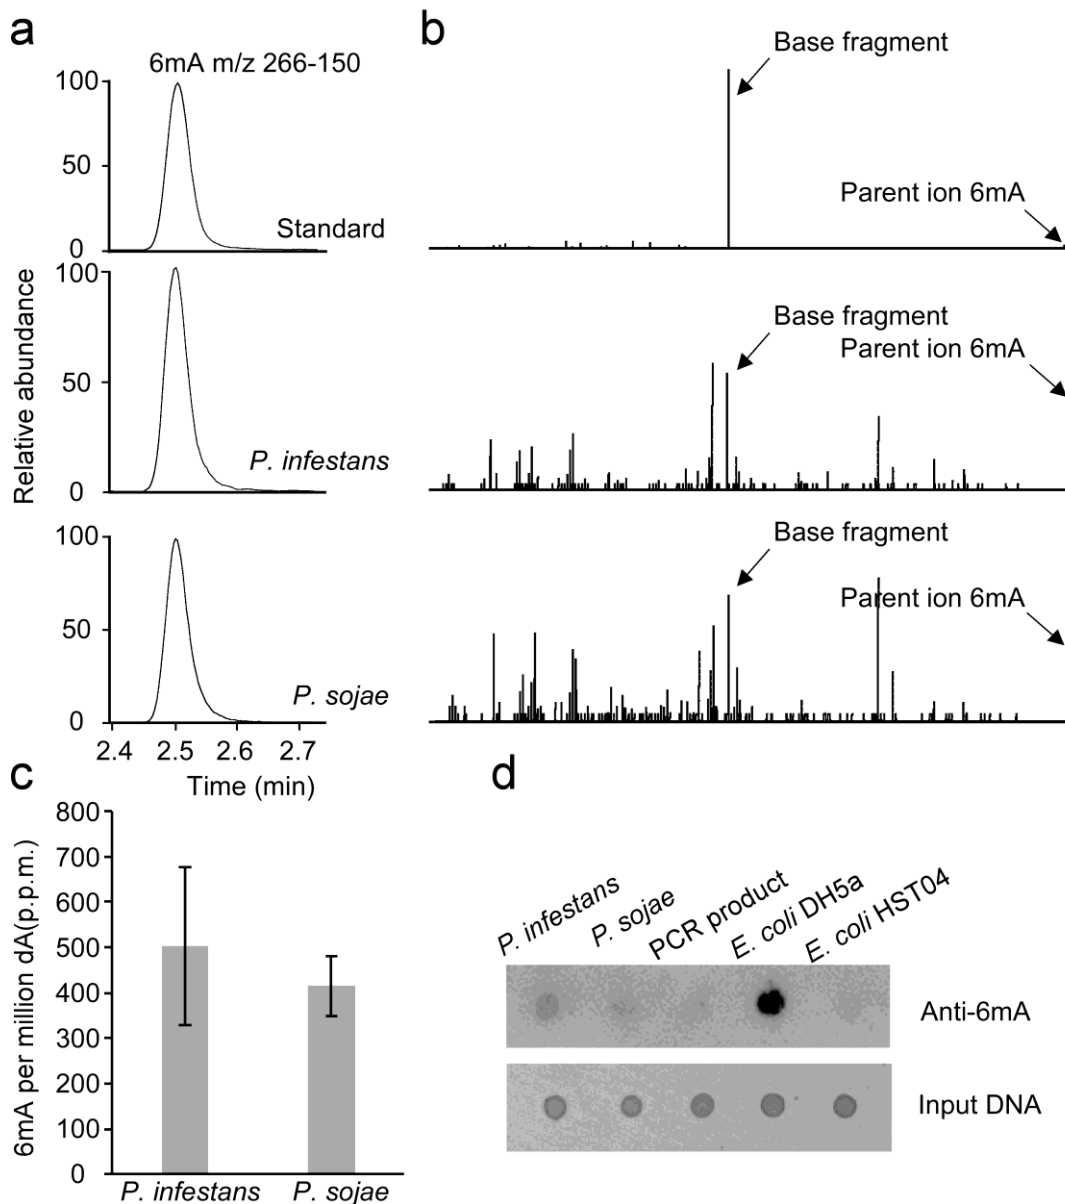 a
6mA m/z 266-150
100
50
0
Standard
100
50
0
P. infestans
100
50
0
P. sojae
2.4 2.5 2.6 2.7
Time (min)
Relative abundance
b
Base fragment
Parent ion 6mA
Base fragment
Parent ion 6mA
Base fragment
Parent ion 6mA
c
800
700
600
500
400
300
200
100
0
6mA per million dA(p.p.m.)
P. infestans P. sojae
d
P. infestans
P. sojae
PCR product
E. coli DH5a
E. coli HST04
Anti-6mA
Input DNA